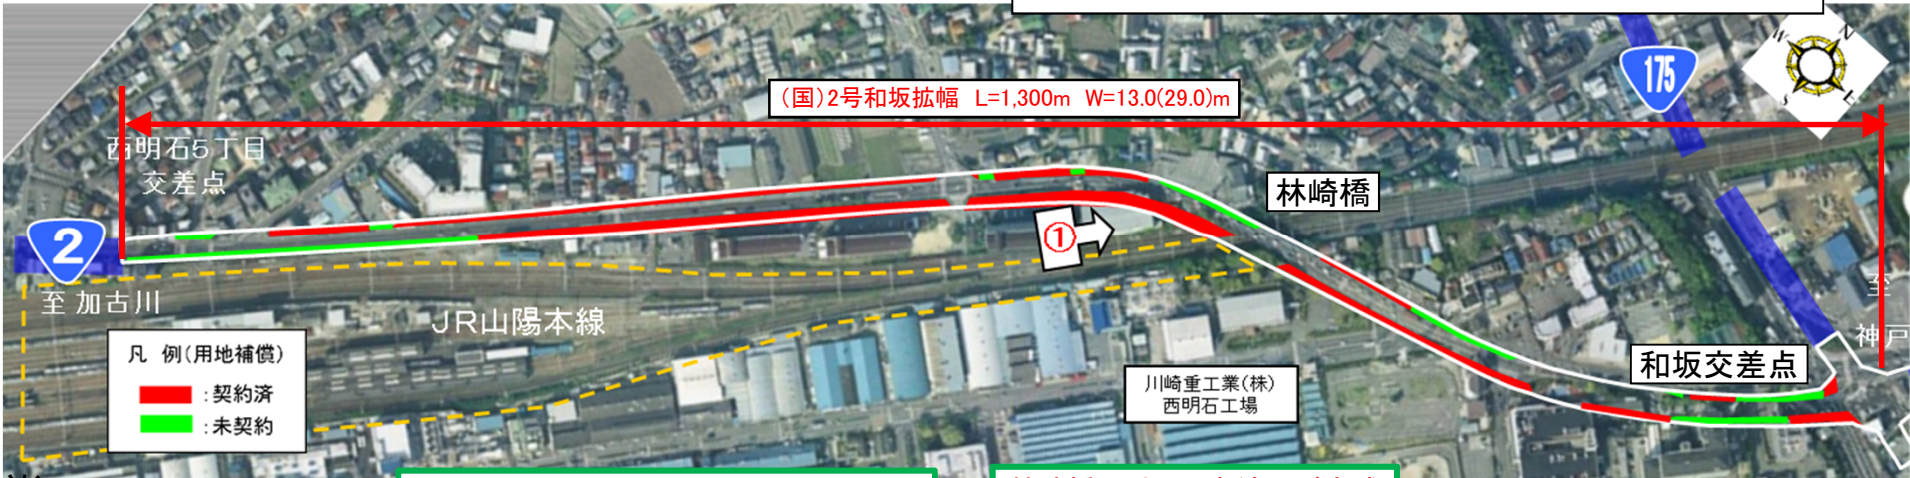 175
N
W
E
S
(国)2号和坂拡幅 L=1,300m W=13.0(29.0)m
西明石5丁目
交差点
林崎橋
2
①
至 加古川
JR山陽本線
至
神戸
凡 例(用地補償)
:契約済
:未契約
川崎重工業(株)
西明石工場
和坂交差点